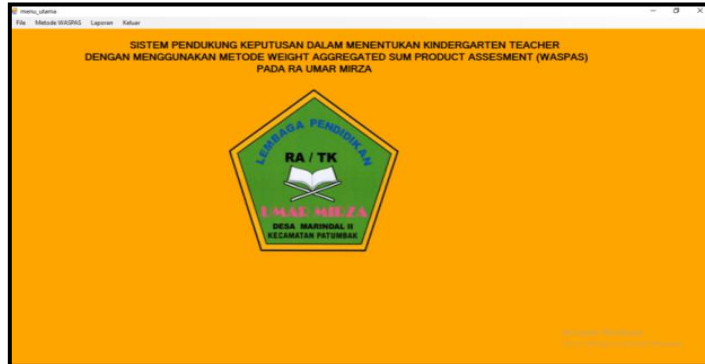 menu_utama
File Metode WASPAS Laporan Keluar
SISTEM PENDUKUNG KEPUTUSAN DALAM MENENTUKAN KINDERGARTEN TEACHER
DENGAN MENGGUNAKAN METODE WEIGHT AGGREGATED SUM PRODUCT ASSESMENT (WASPAS)
PADA RA UMAR MIRZA
LEMBAGA PENDIDIKAN
RA / TK
UMAR MIRZA
DESA MARINDAL II
KECAMATAN PATUMBAK